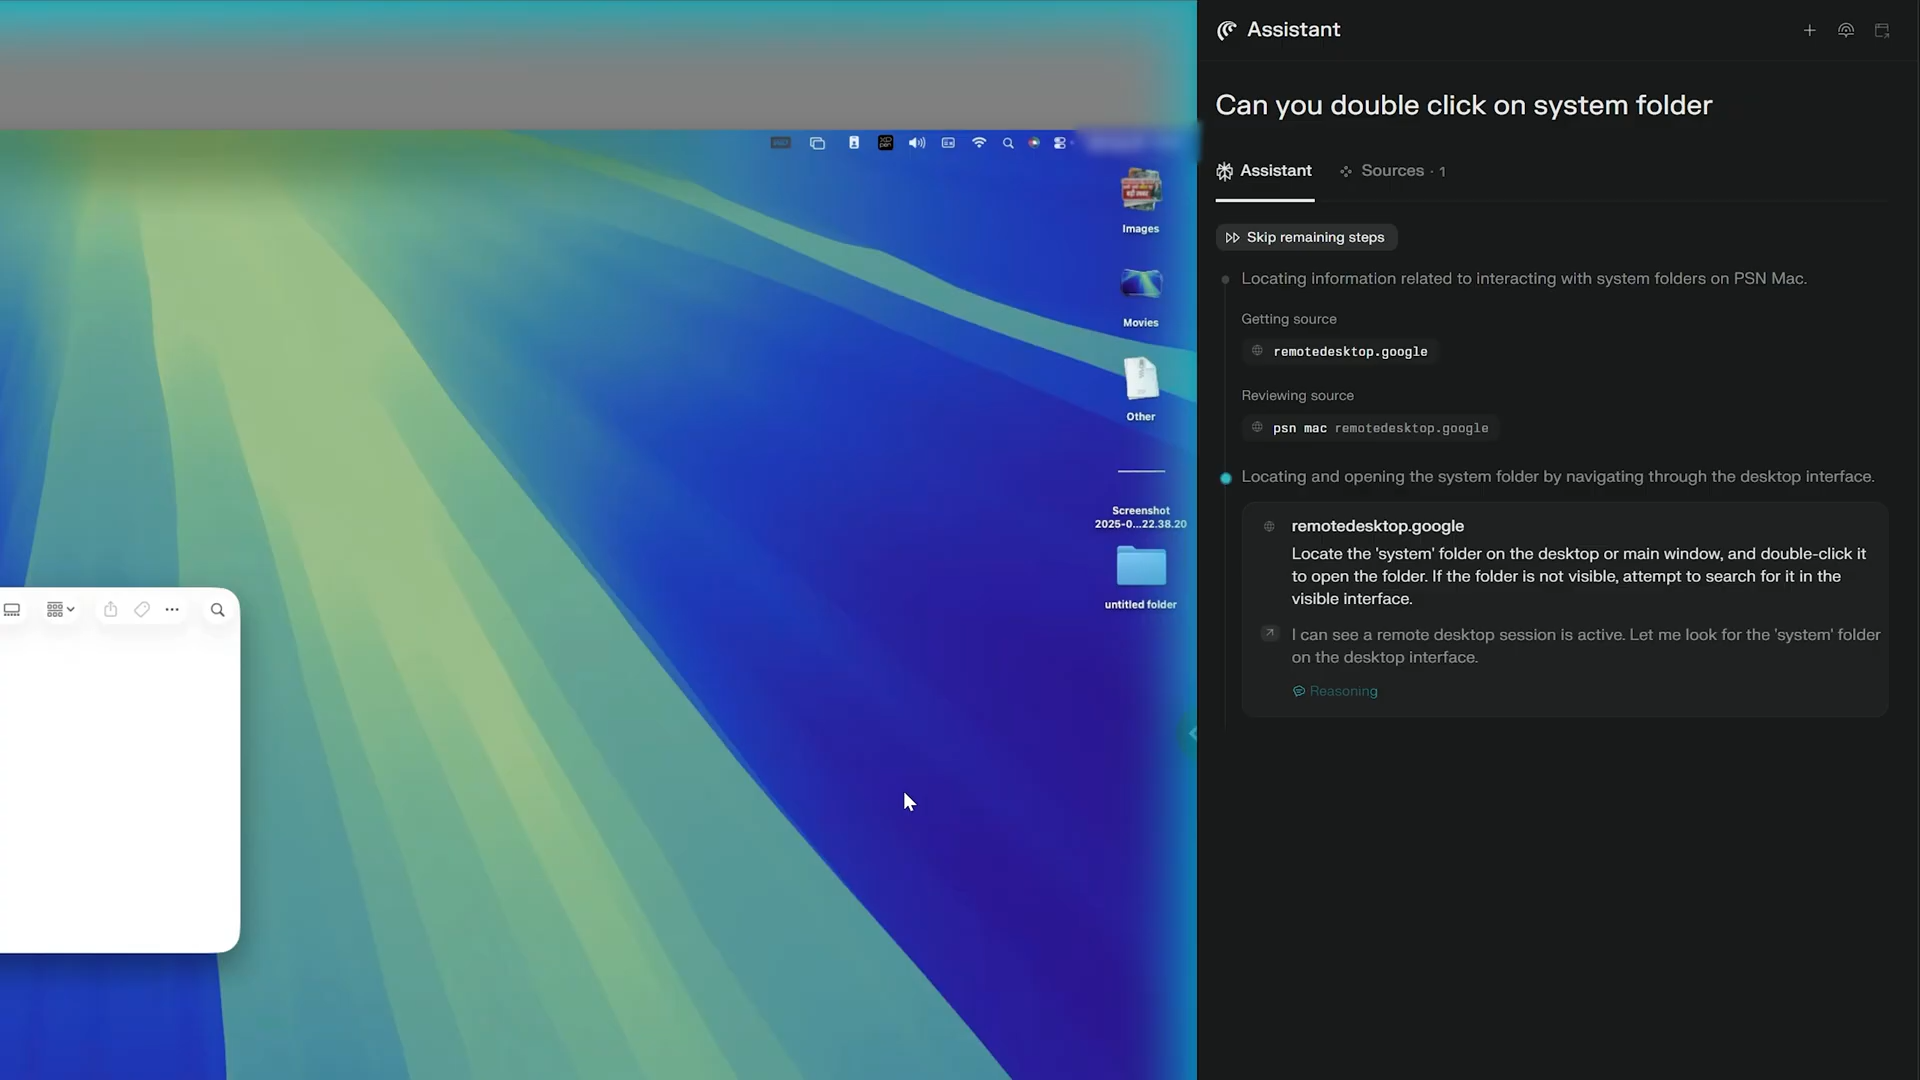 Assistant
Can you double click on system folder
Assistant
Sources · 1
Skip remaining steps
Locating information related to interacting with system folders on PSN Mac.
Getting source
remotedesktop.google
Reviewing source
psn mac remotedesktop.google
Locating and opening the system folder by navigating through the desktop interface.
remotedesktop.google
Locate the 'system' folder on the desktop or main window, and double-click it
to open the folder. If the folder is not visible, attempt to search for it in the
visible interface.
I can see a remote desktop session is active. Let me look for the 'system' folder
on the desktop interface.
Reasoning
Images
Movies
Other
Screenshot
2025-0...22.38.20
untitled folder